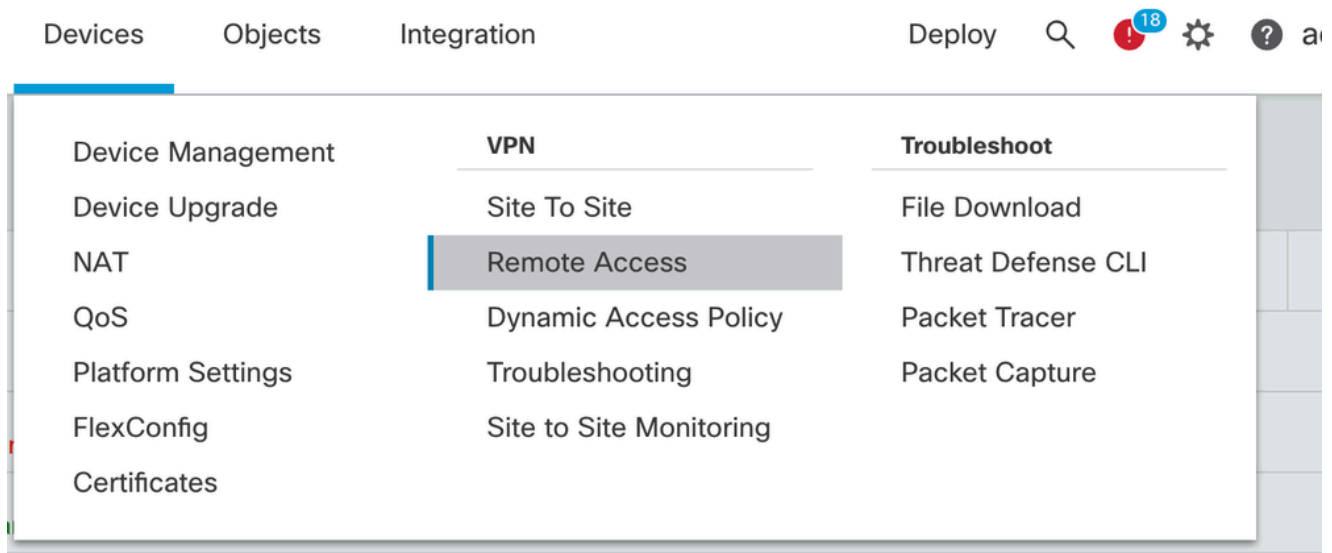 Devices Objects Integration Deploy 18 ?
Device Management
Device Upgrade
NAT
QoS
Platform Settings
FlexConfig
Certificates
VPN
Site To Site
Remote Access
Dynamic Access Policy
Troubleshooting
Site to Site Monitoring
Troubleshoot
File Download
Threat Defense CLI
Packet Tracer
Packet Capture